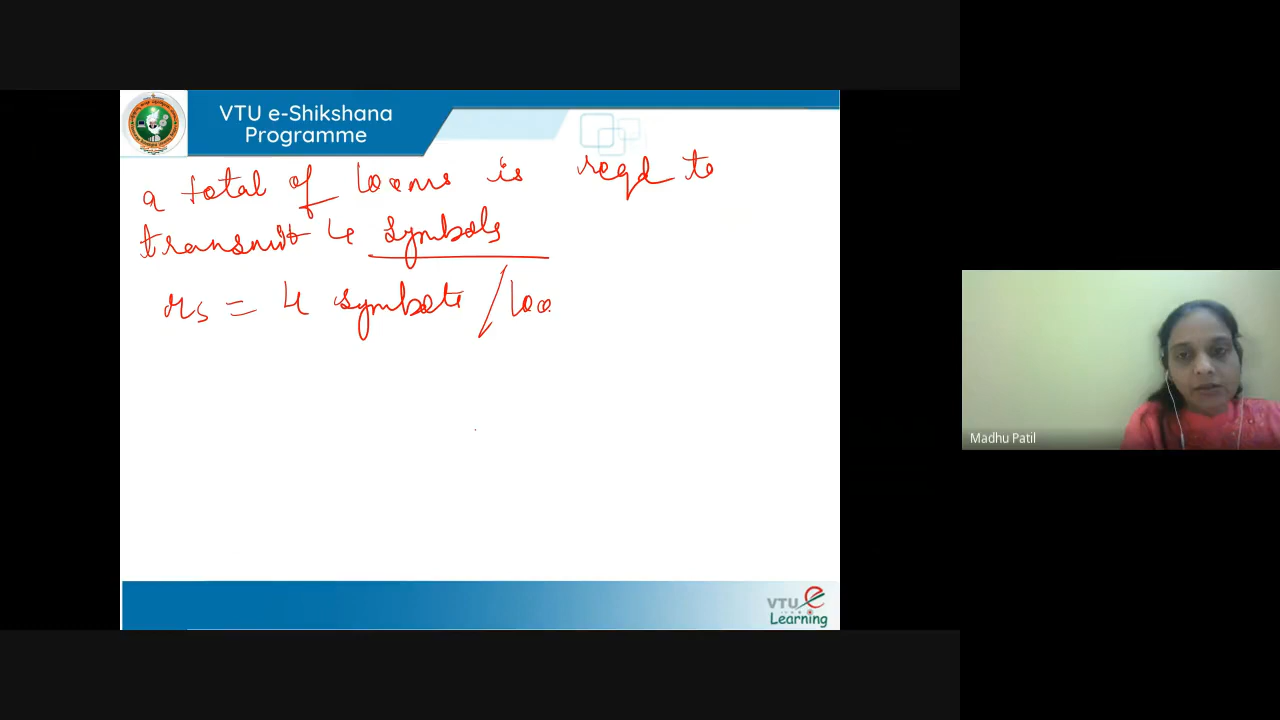 VTU e-Shikshana
Programme
a total of 100ms is reqd to
transmit 4 symbols
rs = 4 symbols /100
Madhu Patil
VTU e
Learning